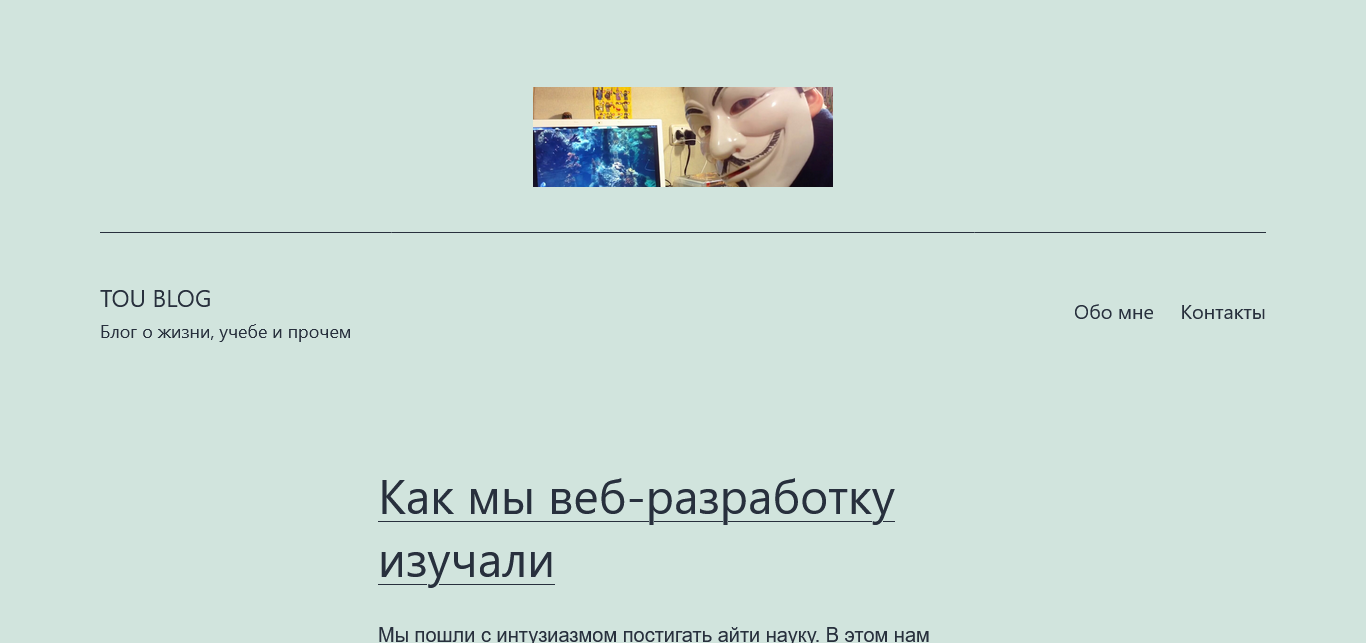 TOU BLOG
Блог о жизни, учебе и прочем
Обо мне
Контакты
Как мы веб-разработку
изучали
Мы пошли с интузиазмом постигать айти науку. В этом нам